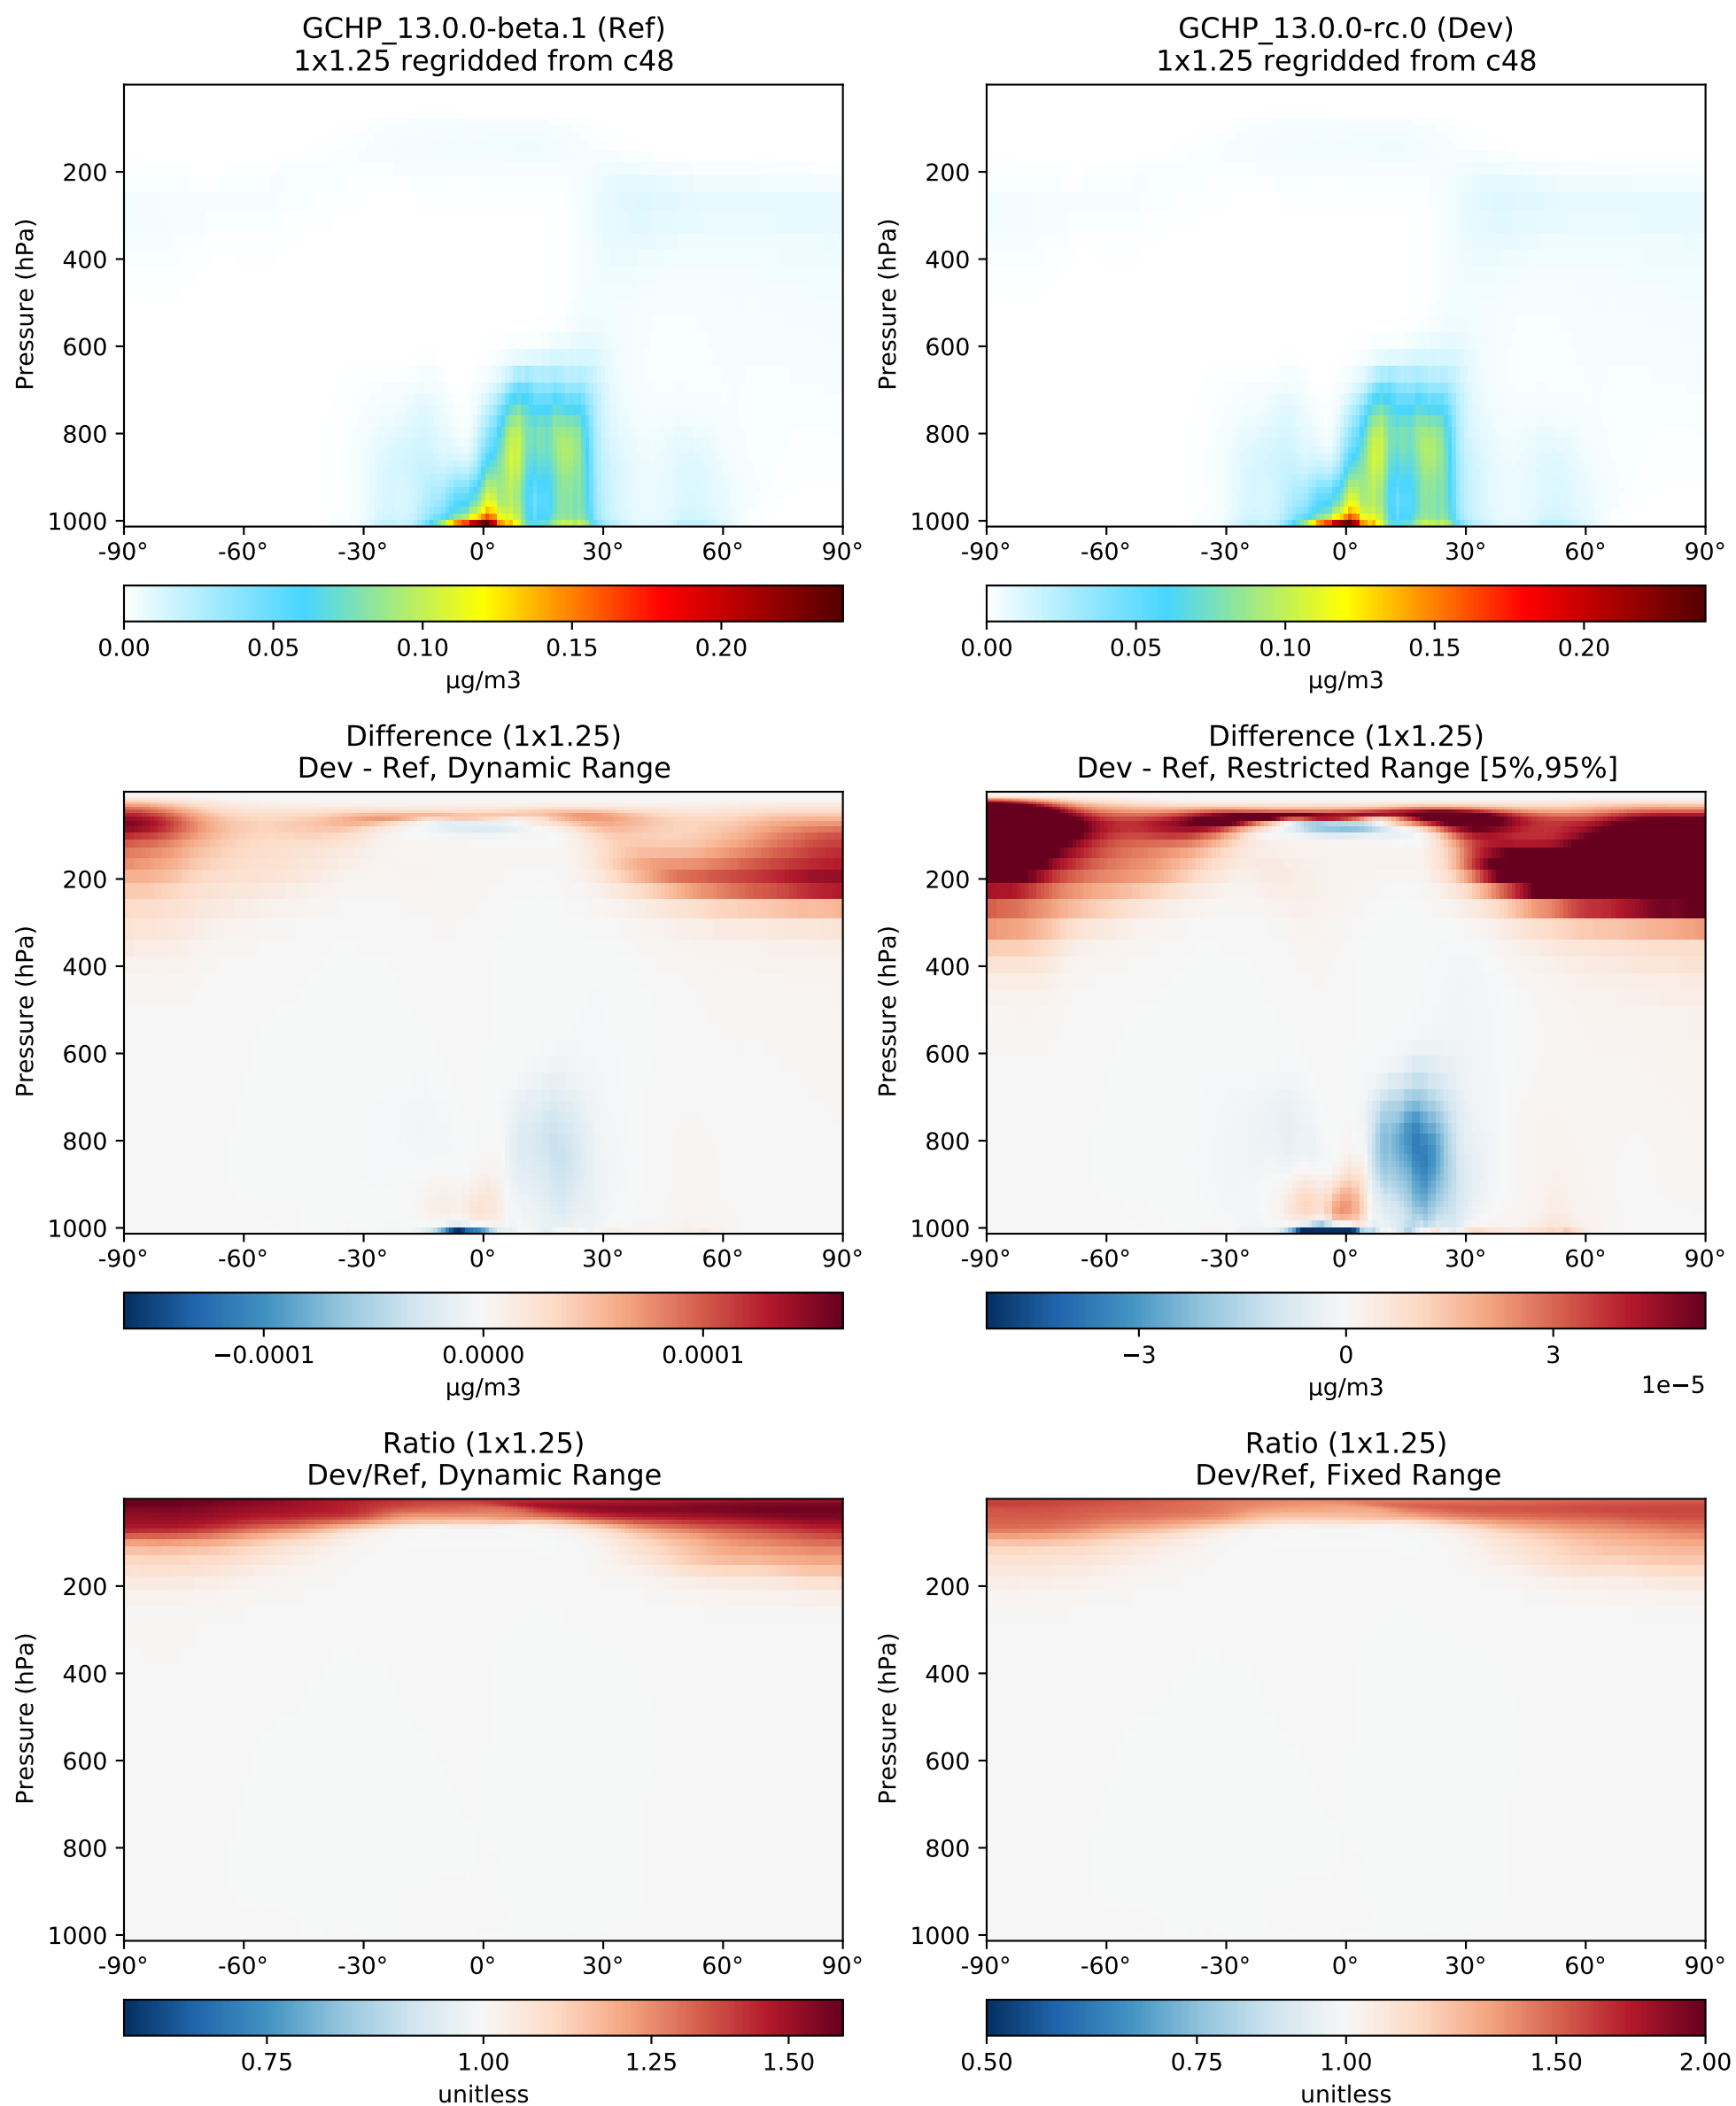 GCHP_13.0.0-beta.1 (Ref)
1x1.25 regridded from c48
Pressure (hPa)
200
400
600
800
1000
-90° -60° -30° 0° 30° 60° 90°
0.00 0.05 0.10 0.15 0.20
µg/m3
GCHP_13.0.0-rc.0 (Dev)
1x1.25 regridded from c48
Pressure (hPa)
200
400
600
800
1000
-90° -60° -30° 0° 30° 60° 90°
0.00 0.05 0.10 0.15 0.20
µg/m3
Difference (1x1.25)
Dev - Ref, Dynamic Range
Pressure (hPa)
200
400
600
800
1000
-90° -60° -30° 0° 30° 60° 90°
−0.0001 0.0000 0.0001
µg/m3
Difference (1x1.25)
Dev - Ref, Restricted Range [5%,95%]
Pressure (hPa)
200
400
600
800
1000
-90° -60° -30° 0° 30° 60° 90°
−3 0 3
µg/m3
1e−5
Ratio (1x1.25)
Dev/Ref, Dynamic Range
Pressure (hPa)
200
400
600
800
1000
-90° -60° -30° 0° 30° 60° 90°
0.75 1.00 1.25 1.50
unitless
Ratio (1x1.25)
Dev/Ref, Fixed Range
Pressure (hPa)
200
400
600
800
1000
-90° -60° -30° 0° 30° 60° 90°
0.50 0.75 1.00 1.50 2.00
unitless